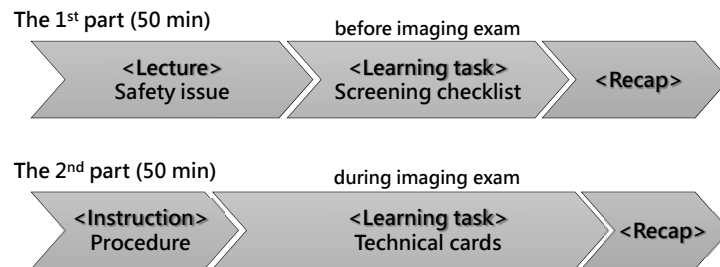 The 1st part (50 min)
before imaging exam
<Lecture>
Safety issue
<Learning task>
Screening checklist
<Recap>
The 2nd part (50 min)
during imaging exam
<Instruction>
Procedure
<Learning task>
Technical cards
<Recap>